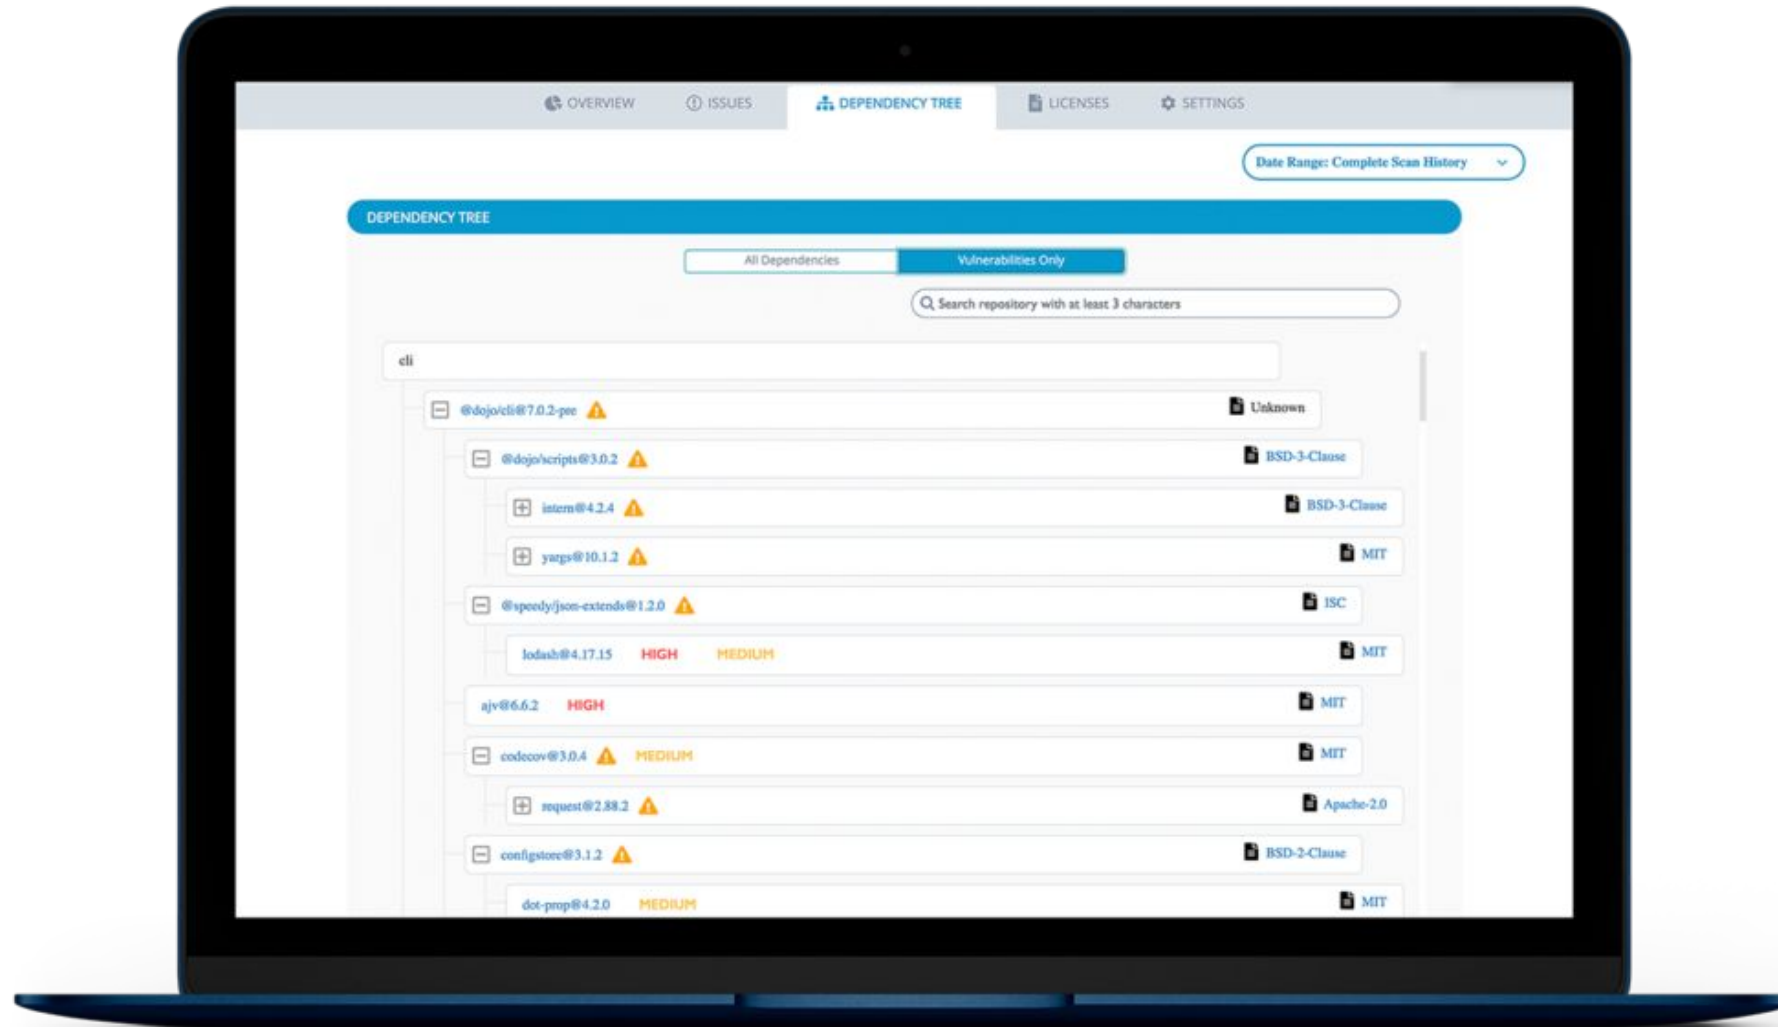 OVERVIEW ISSUES DEPENDENCY TREE LICENSES SETTINGS
Date Range: Complete Scan History
DEPENDENCY TREE
All Dependencies Vulnerabilities Only
Search repository with at least 3 characters
cli
@dojo/cli@7.0.2-pre Unknown
@dojo/scripts@3.0.2 BSD-3-Clause
intern@4.2.4 BSD-3-Clause
yargs@10.1.2 MIT
@speedy/json-extends@1.2.0 ISC
lodash@4.17.15 HIGH MEDIUM MIT
ajv@6.6.2 HIGH MIT
codecov@3.0.4 MEDIUM MIT
request@2.88.2 Apache-2.0
configstore@3.1.2 BSD-2-Clause
dot-prop@4.2.0 MEDIUM MIT